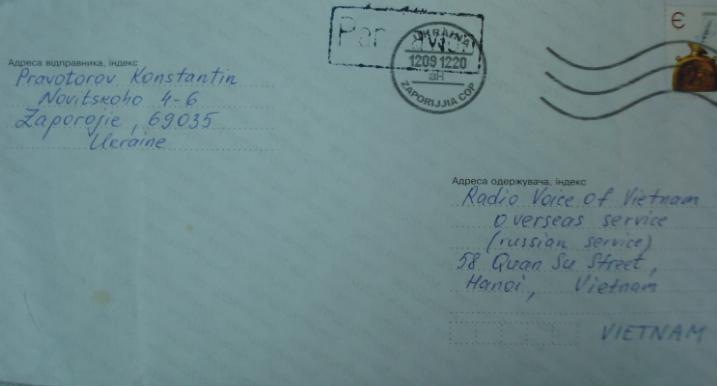 Par AVION
UKRAINA
1209 1220
ZAPORIJJIA COP
Є
Адреса відправника, індекс
Pravotorov Konstantin
Novitskoho 4-6
Zaporojie, 69035
Ukraine
Адреса одержувача, індекс
Radio Voice of Vietnam
overseas service
(russian service)
58 Quan Su Street,
Hanoi, Vietnam
VIETNAM